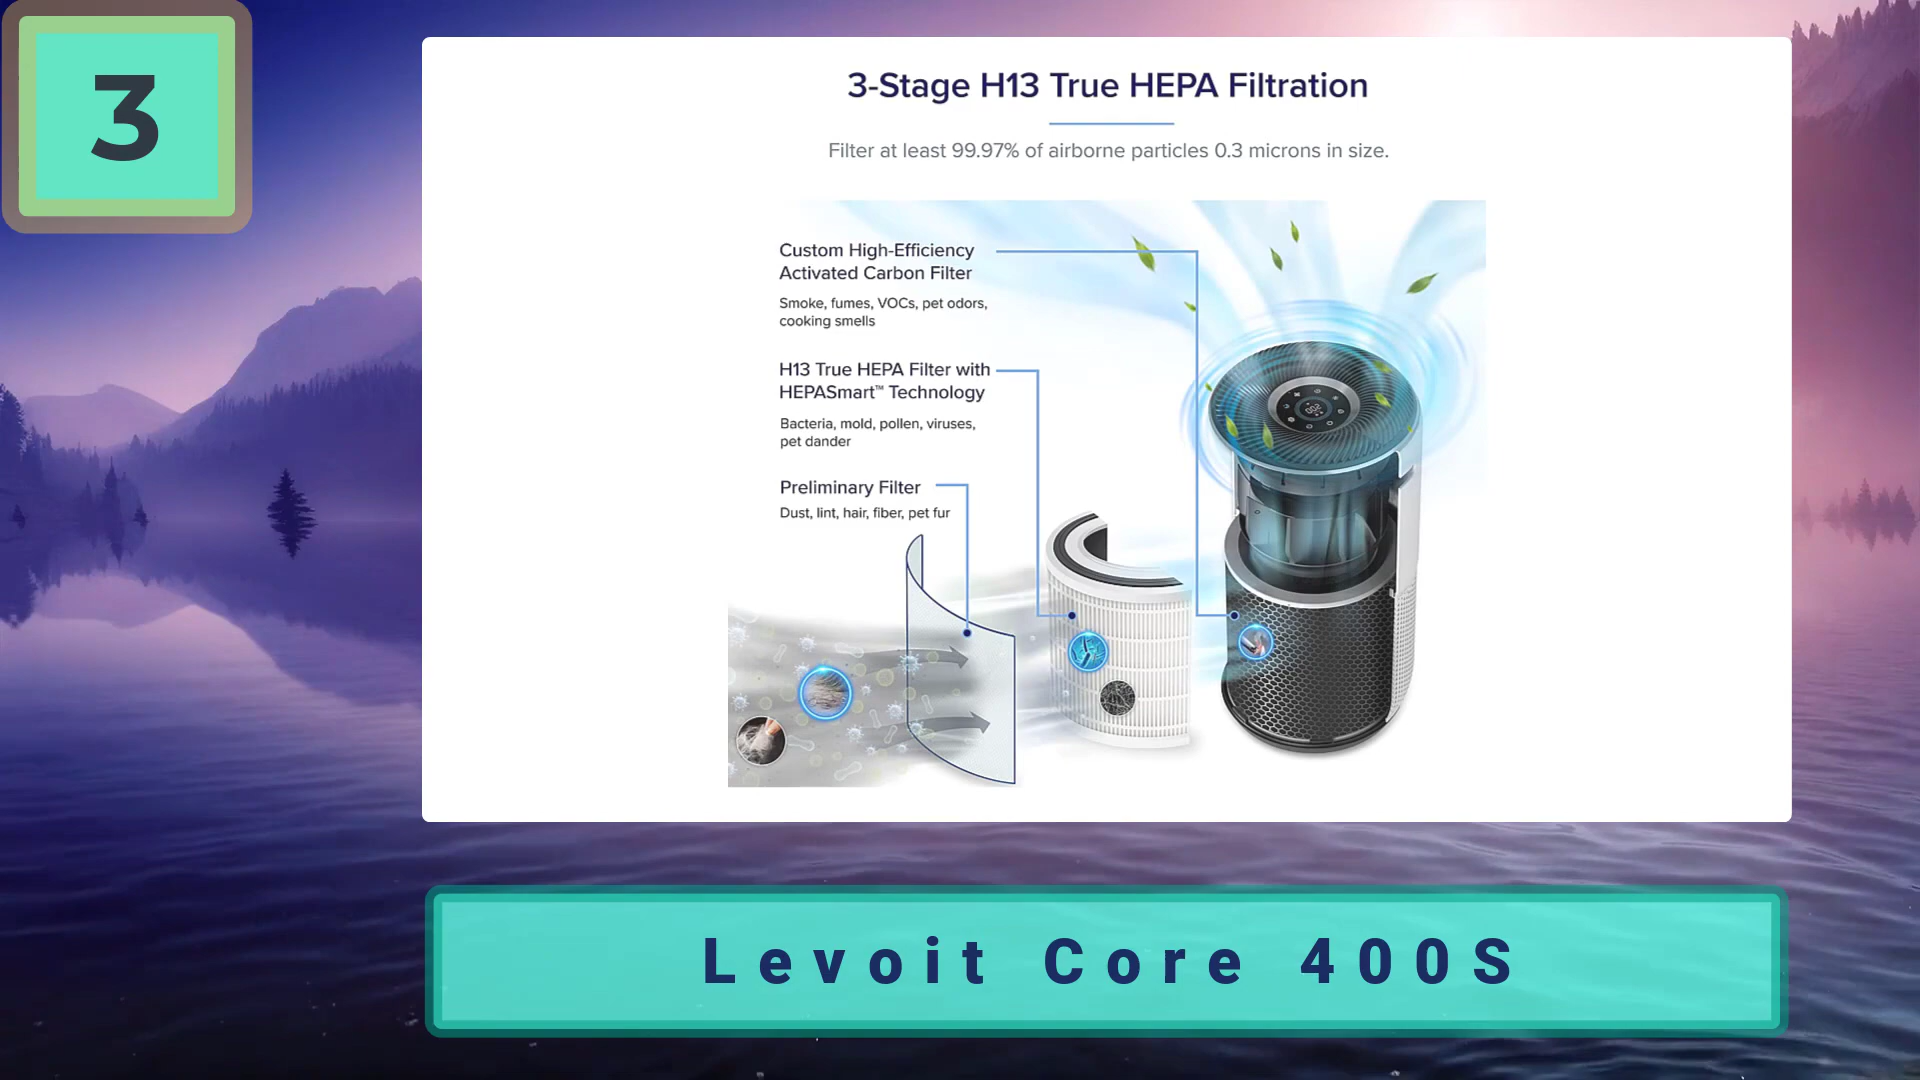 3
3-Stage H13 True HEPA Filtration
Filter at least 99.97% of airborne particles 0.3 microns in size.
Custom High-Efficiency
Activated Carbon Filter
Smoke, fumes, VOCs, pet odors,
cooking smells
H13 True HEPA Filter with
HEPASmart™ Technology
Bacteria, mold, pollen, viruses,
pet dander
Preliminary Filter
Dust, lint, hair, fiber, pet fur
Levoit Core 400S